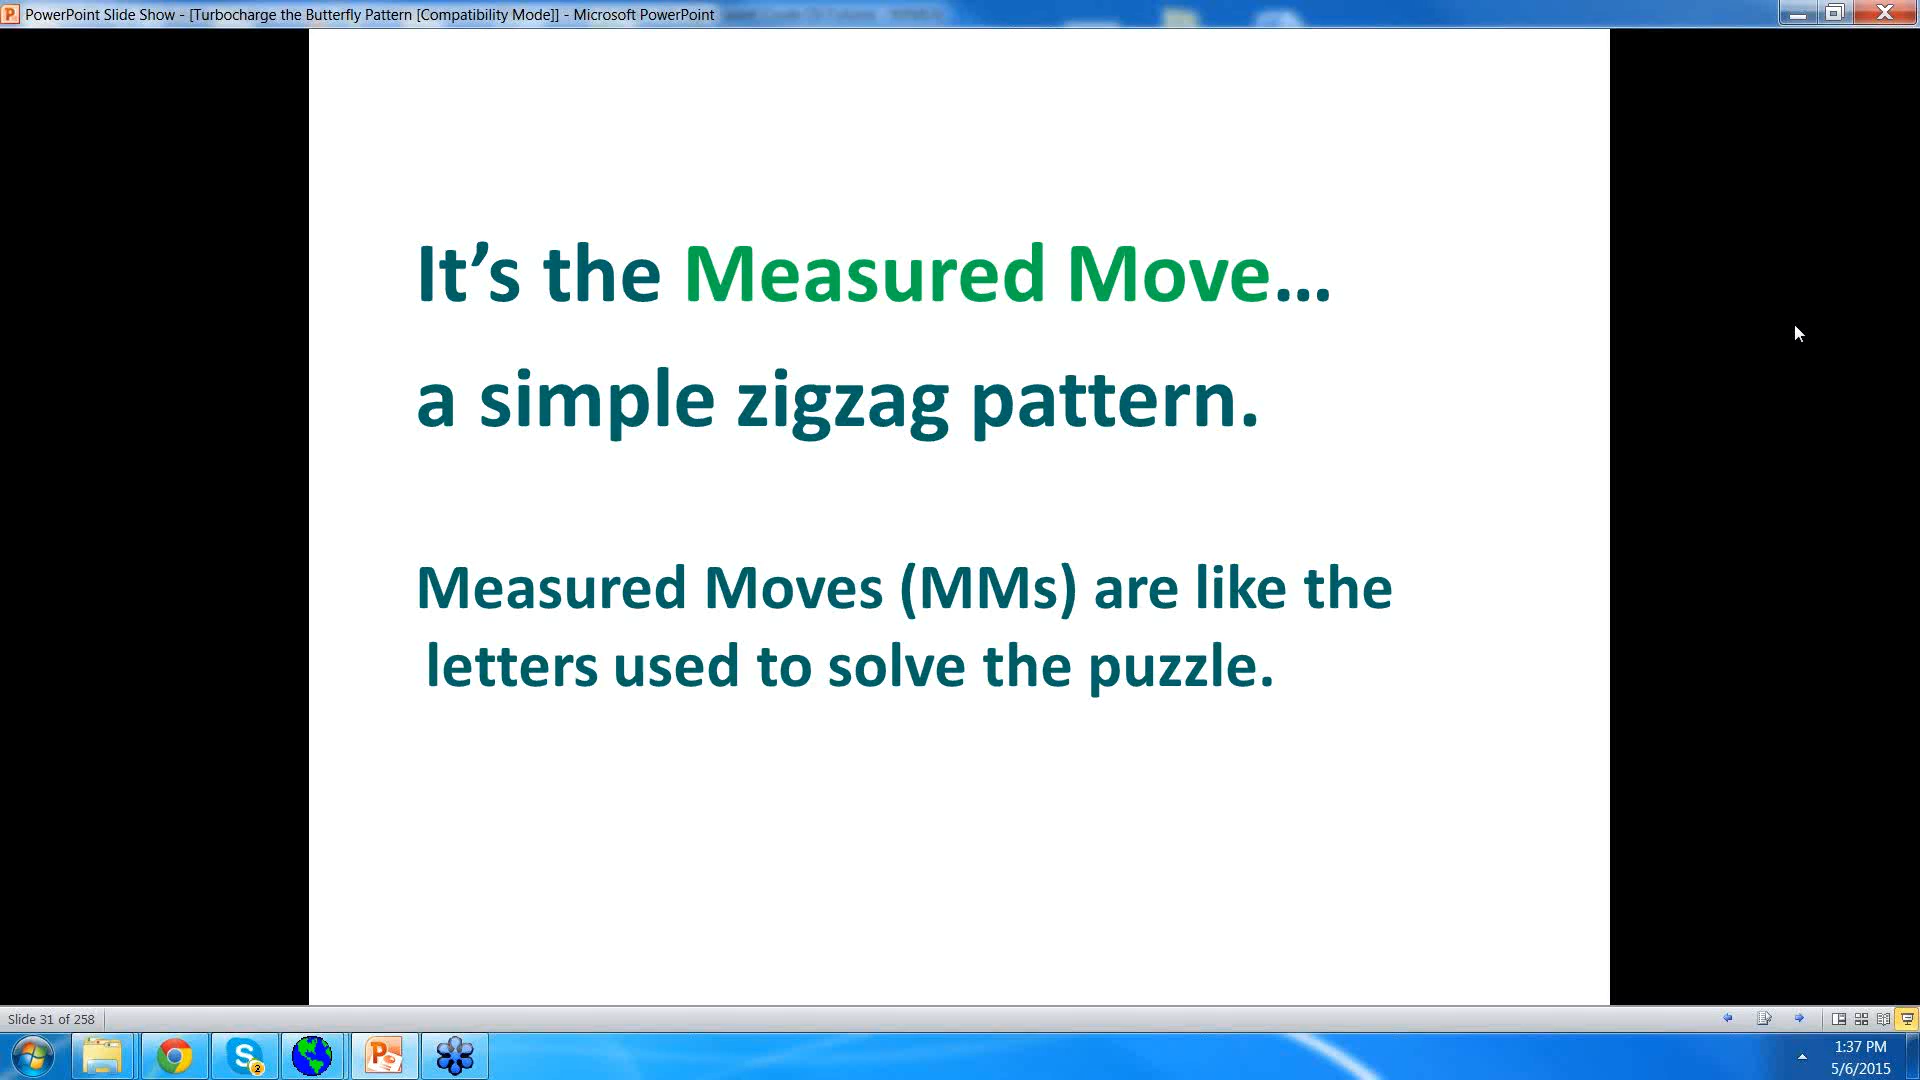 PowerPoint Slide Show - [Turbocharge the Butterfly Pattern [Compatibility Mode]] - Microsoft PowerPoint
It’s the Measured Move...
a simple zigzag pattern.
Measured Moves (MMs) are like the
letters used to solve the puzzle.
Slide 31 of 258
2
1:37 PM
5/6/2015